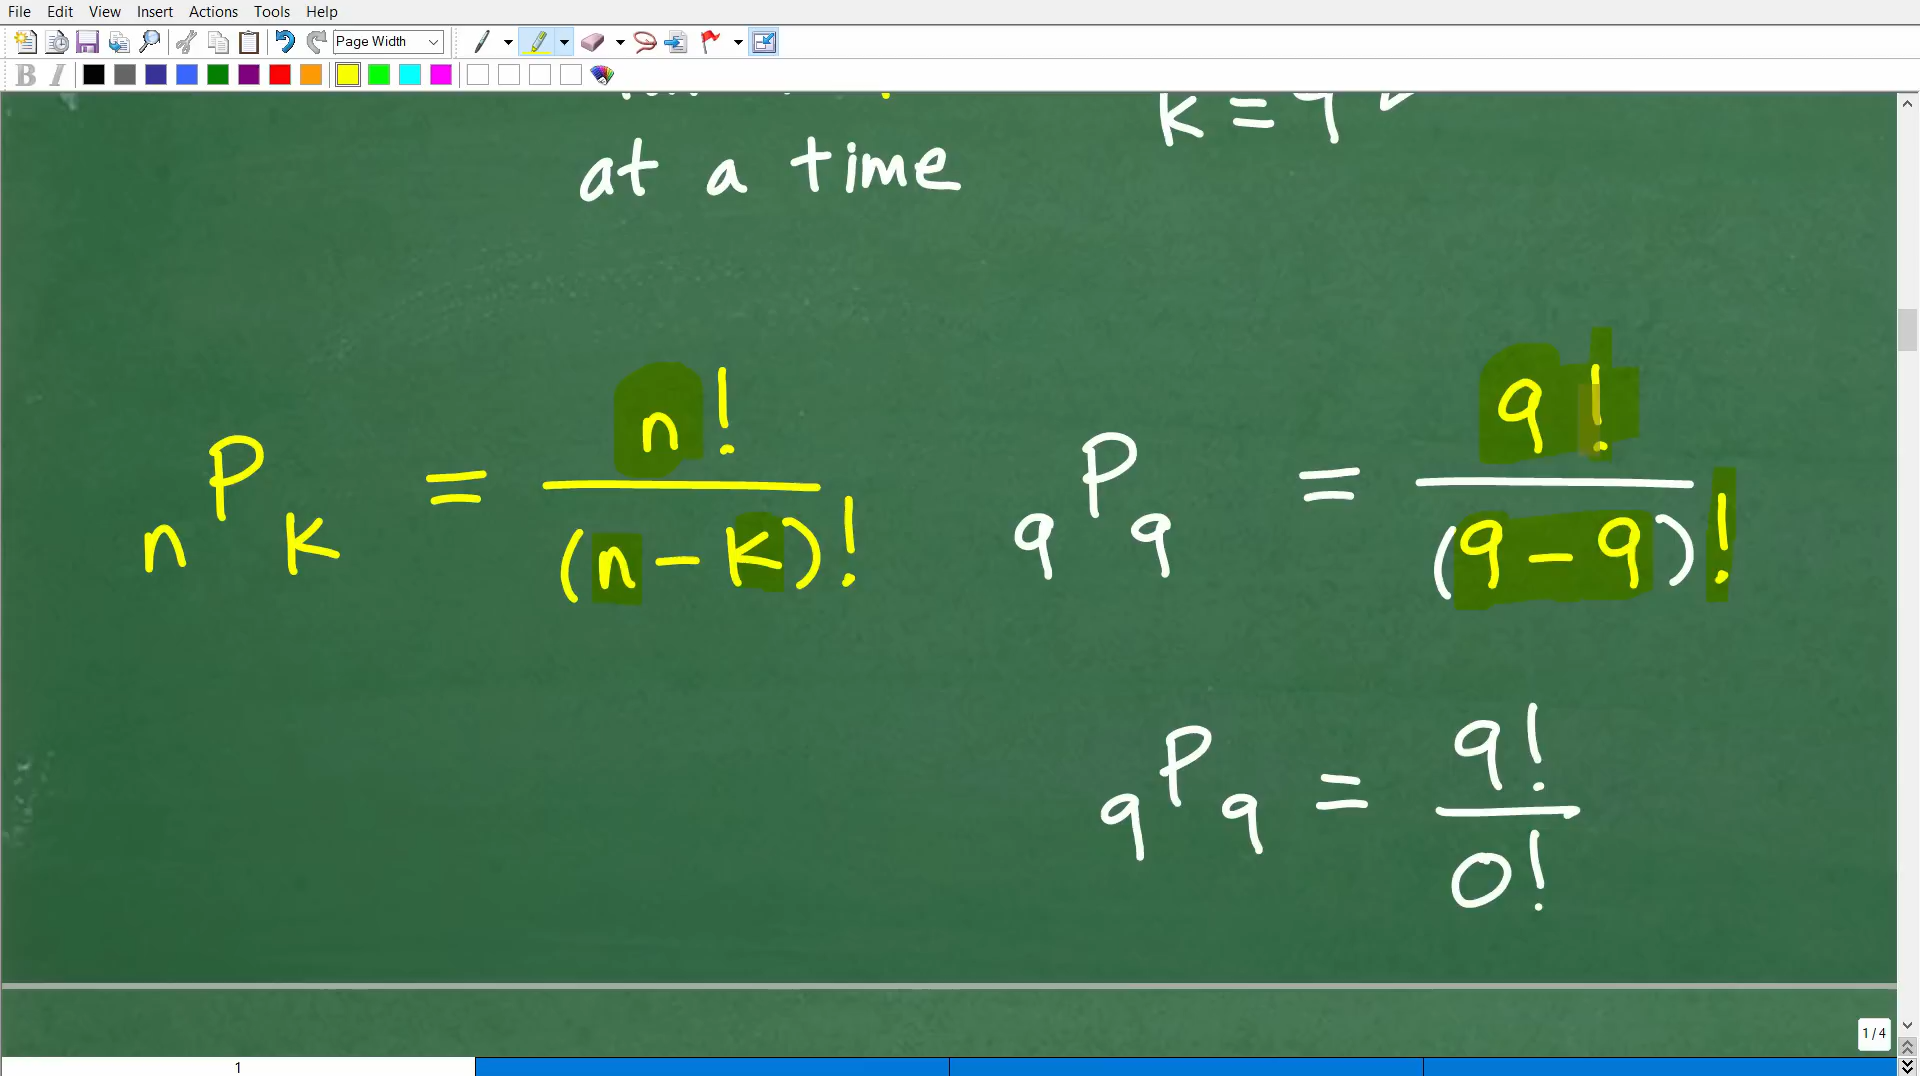 File Edit View Insert Actions Tools Help
Page Width
B I
k = 9
at a time
nPk = n! / (n - k)!
9P9 = 9! / (9 - 9)!
9P9 = 9! / 0!
1 / 4
1